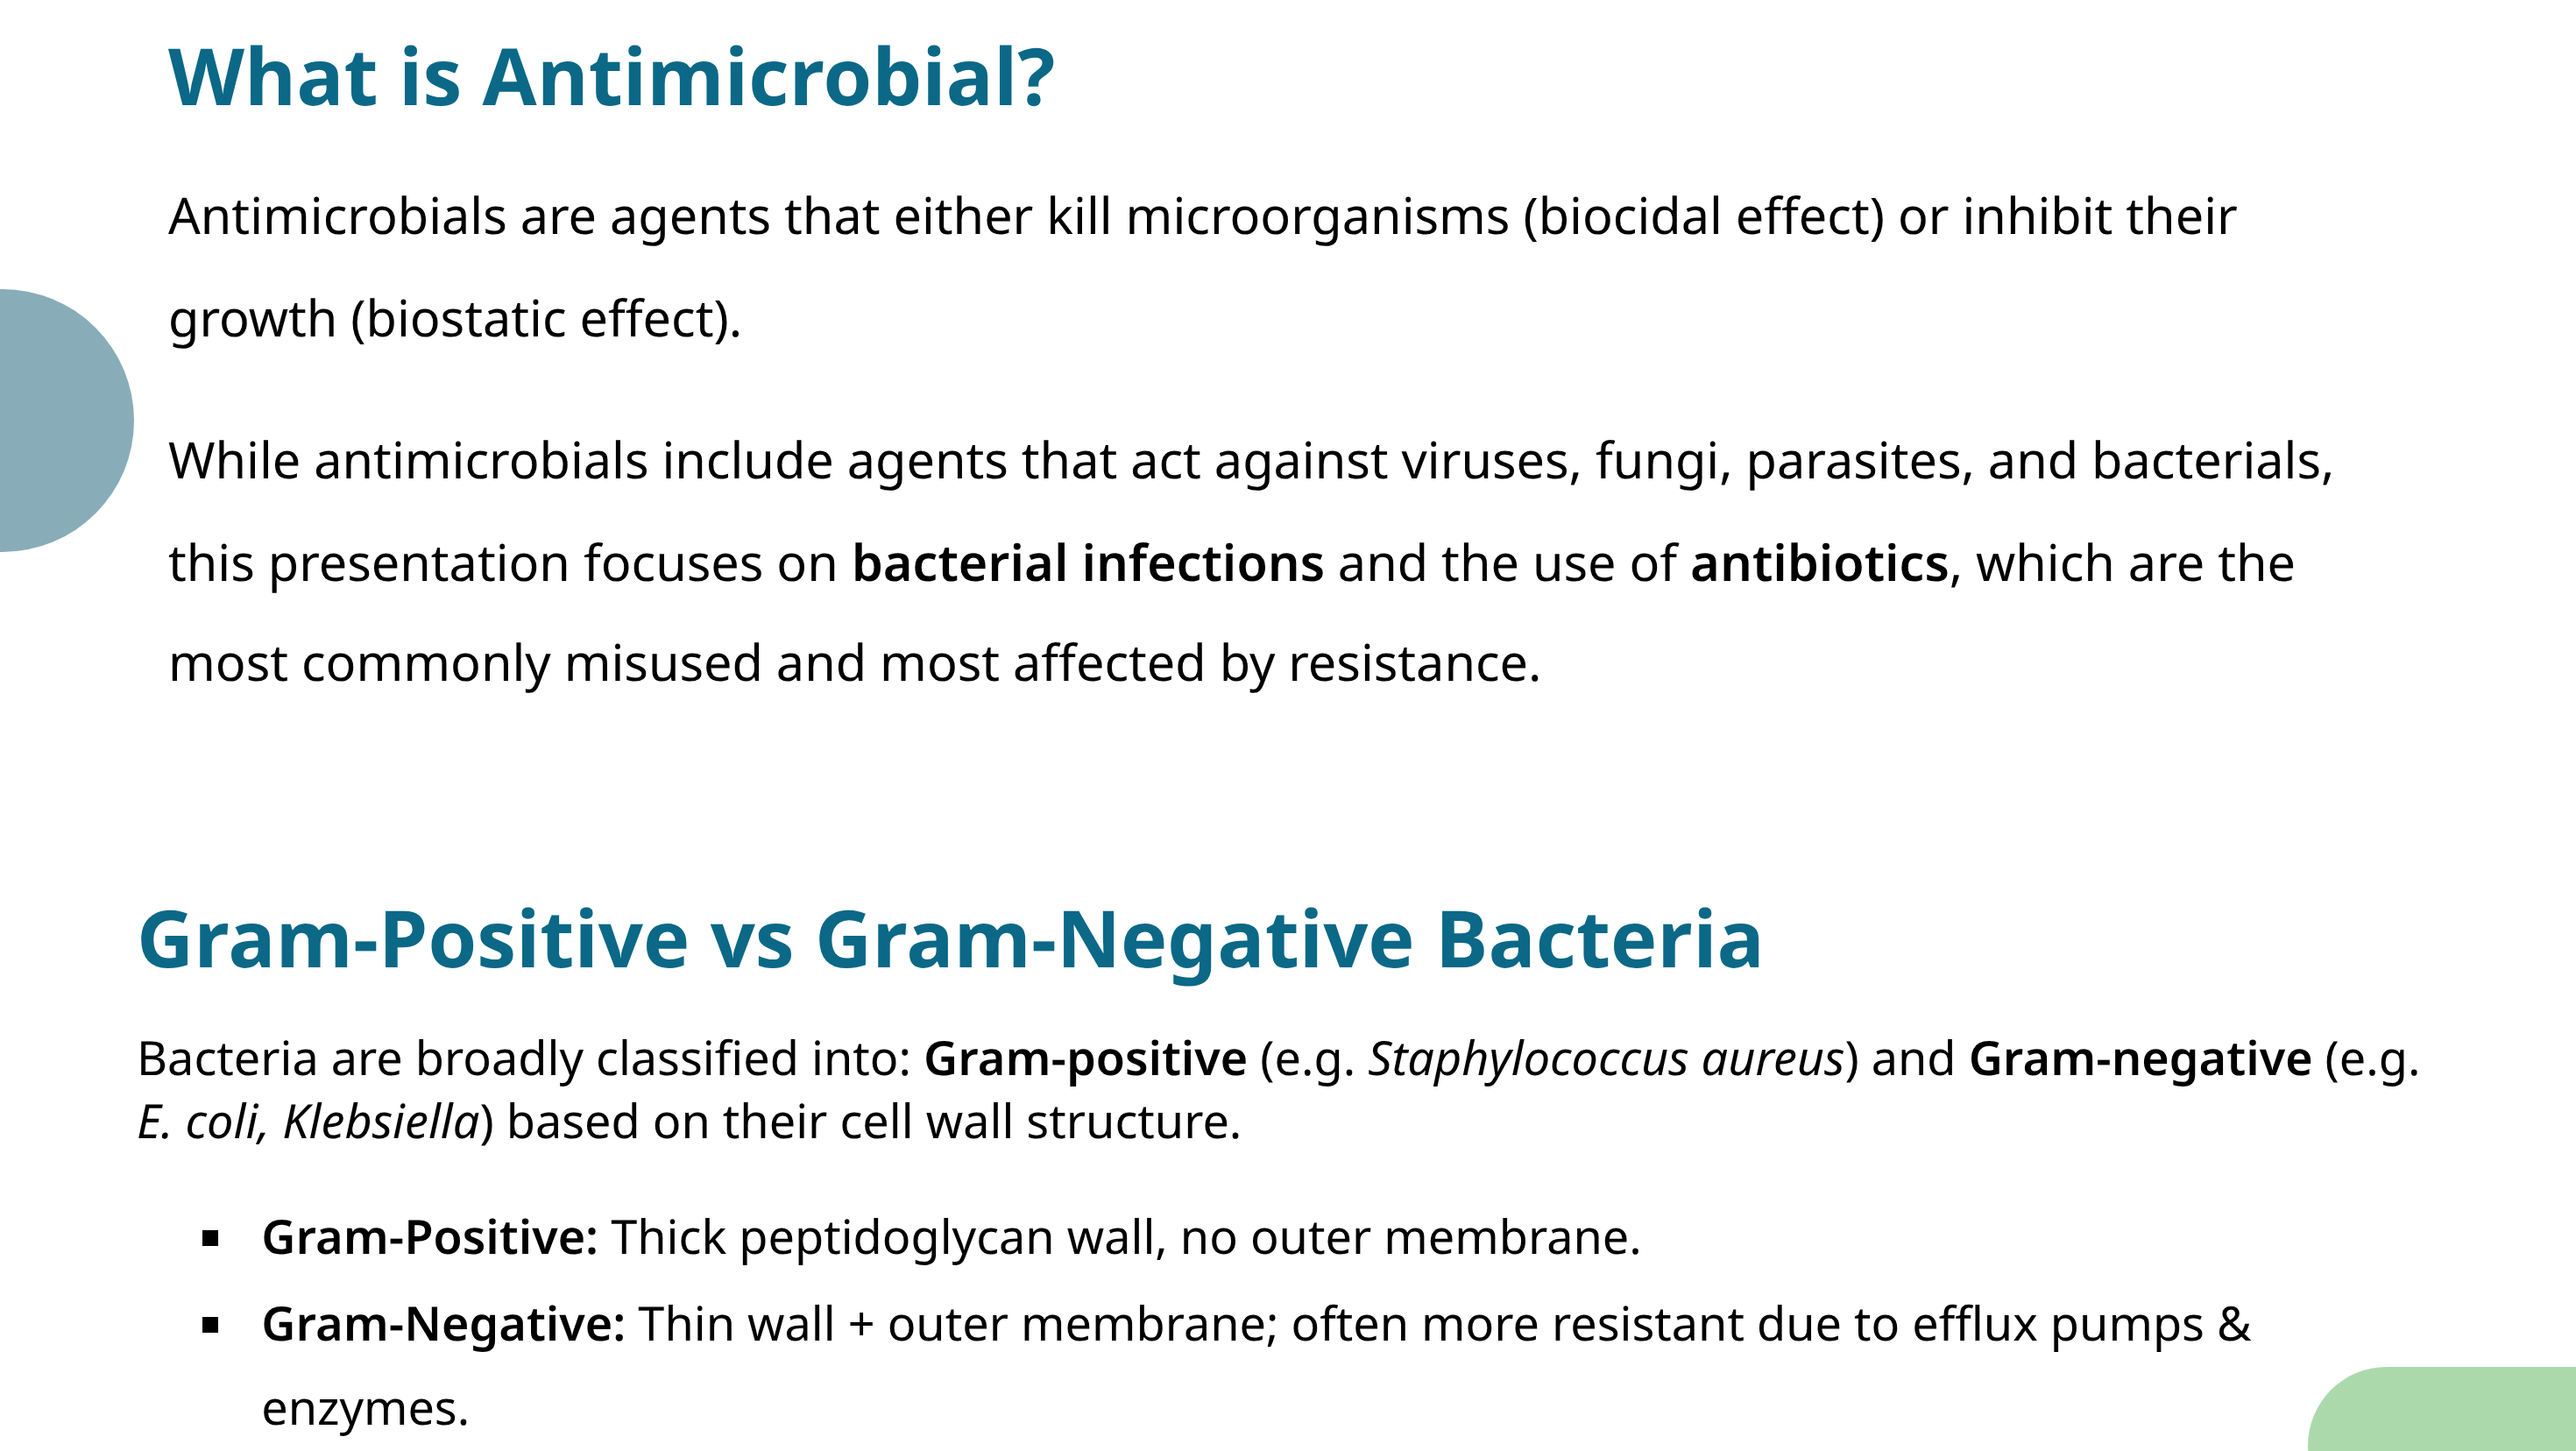 What is Antimicrobial?
Antimicrobials are agents that either kill microorganisms (biocidal effect) or inhibit their
growth (biostatic effect).
While antimicrobials include agents that act against viruses, fungi, parasites, and bacterials,
this presentation focuses on bacterial infections and the use of antibiotics, which are the
most commonly misused and most affected by resistance.
Gram-Positive vs Gram-Negative Bacteria
Bacteria are broadly classified into: Gram-positive (e.g. Staphylococcus aureus) and Gram-negative (e.g.
E. coli, Klebsiella) based on their cell wall structure.
▪ Gram-Positive: Thick peptidoglycan wall, no outer membrane.
▪ Gram-Negative: Thin wall + outer membrane; often more resistant due to efflux pumps &
enzymes.